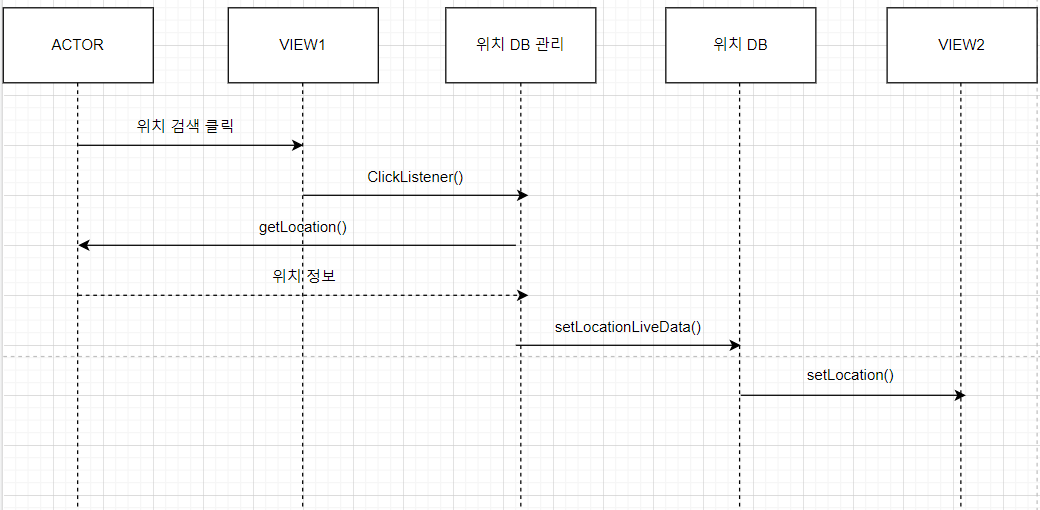 ACTOR
VIEW1
위치 DB 관리
위치 DB
VIEW2
위치 검색 클릭
ClickListener()
getLocation()
위치 정보
setLocationLiveData()
setLocation()